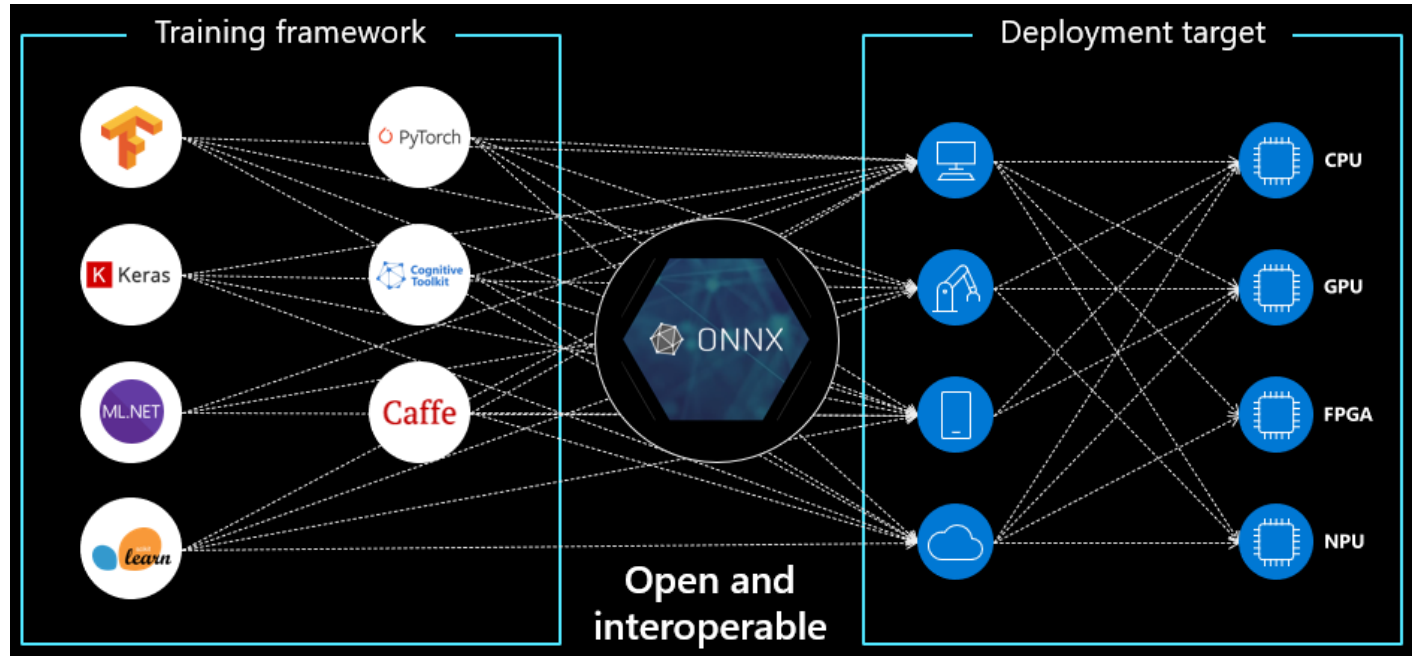 Training framework
Deployment target
PyTorch
K Keras
Cognitive
Toolkit
ML.NET
Caffe
learn
ONNX
Open and
interoperable
CPU
GPU
FPGA
NPU